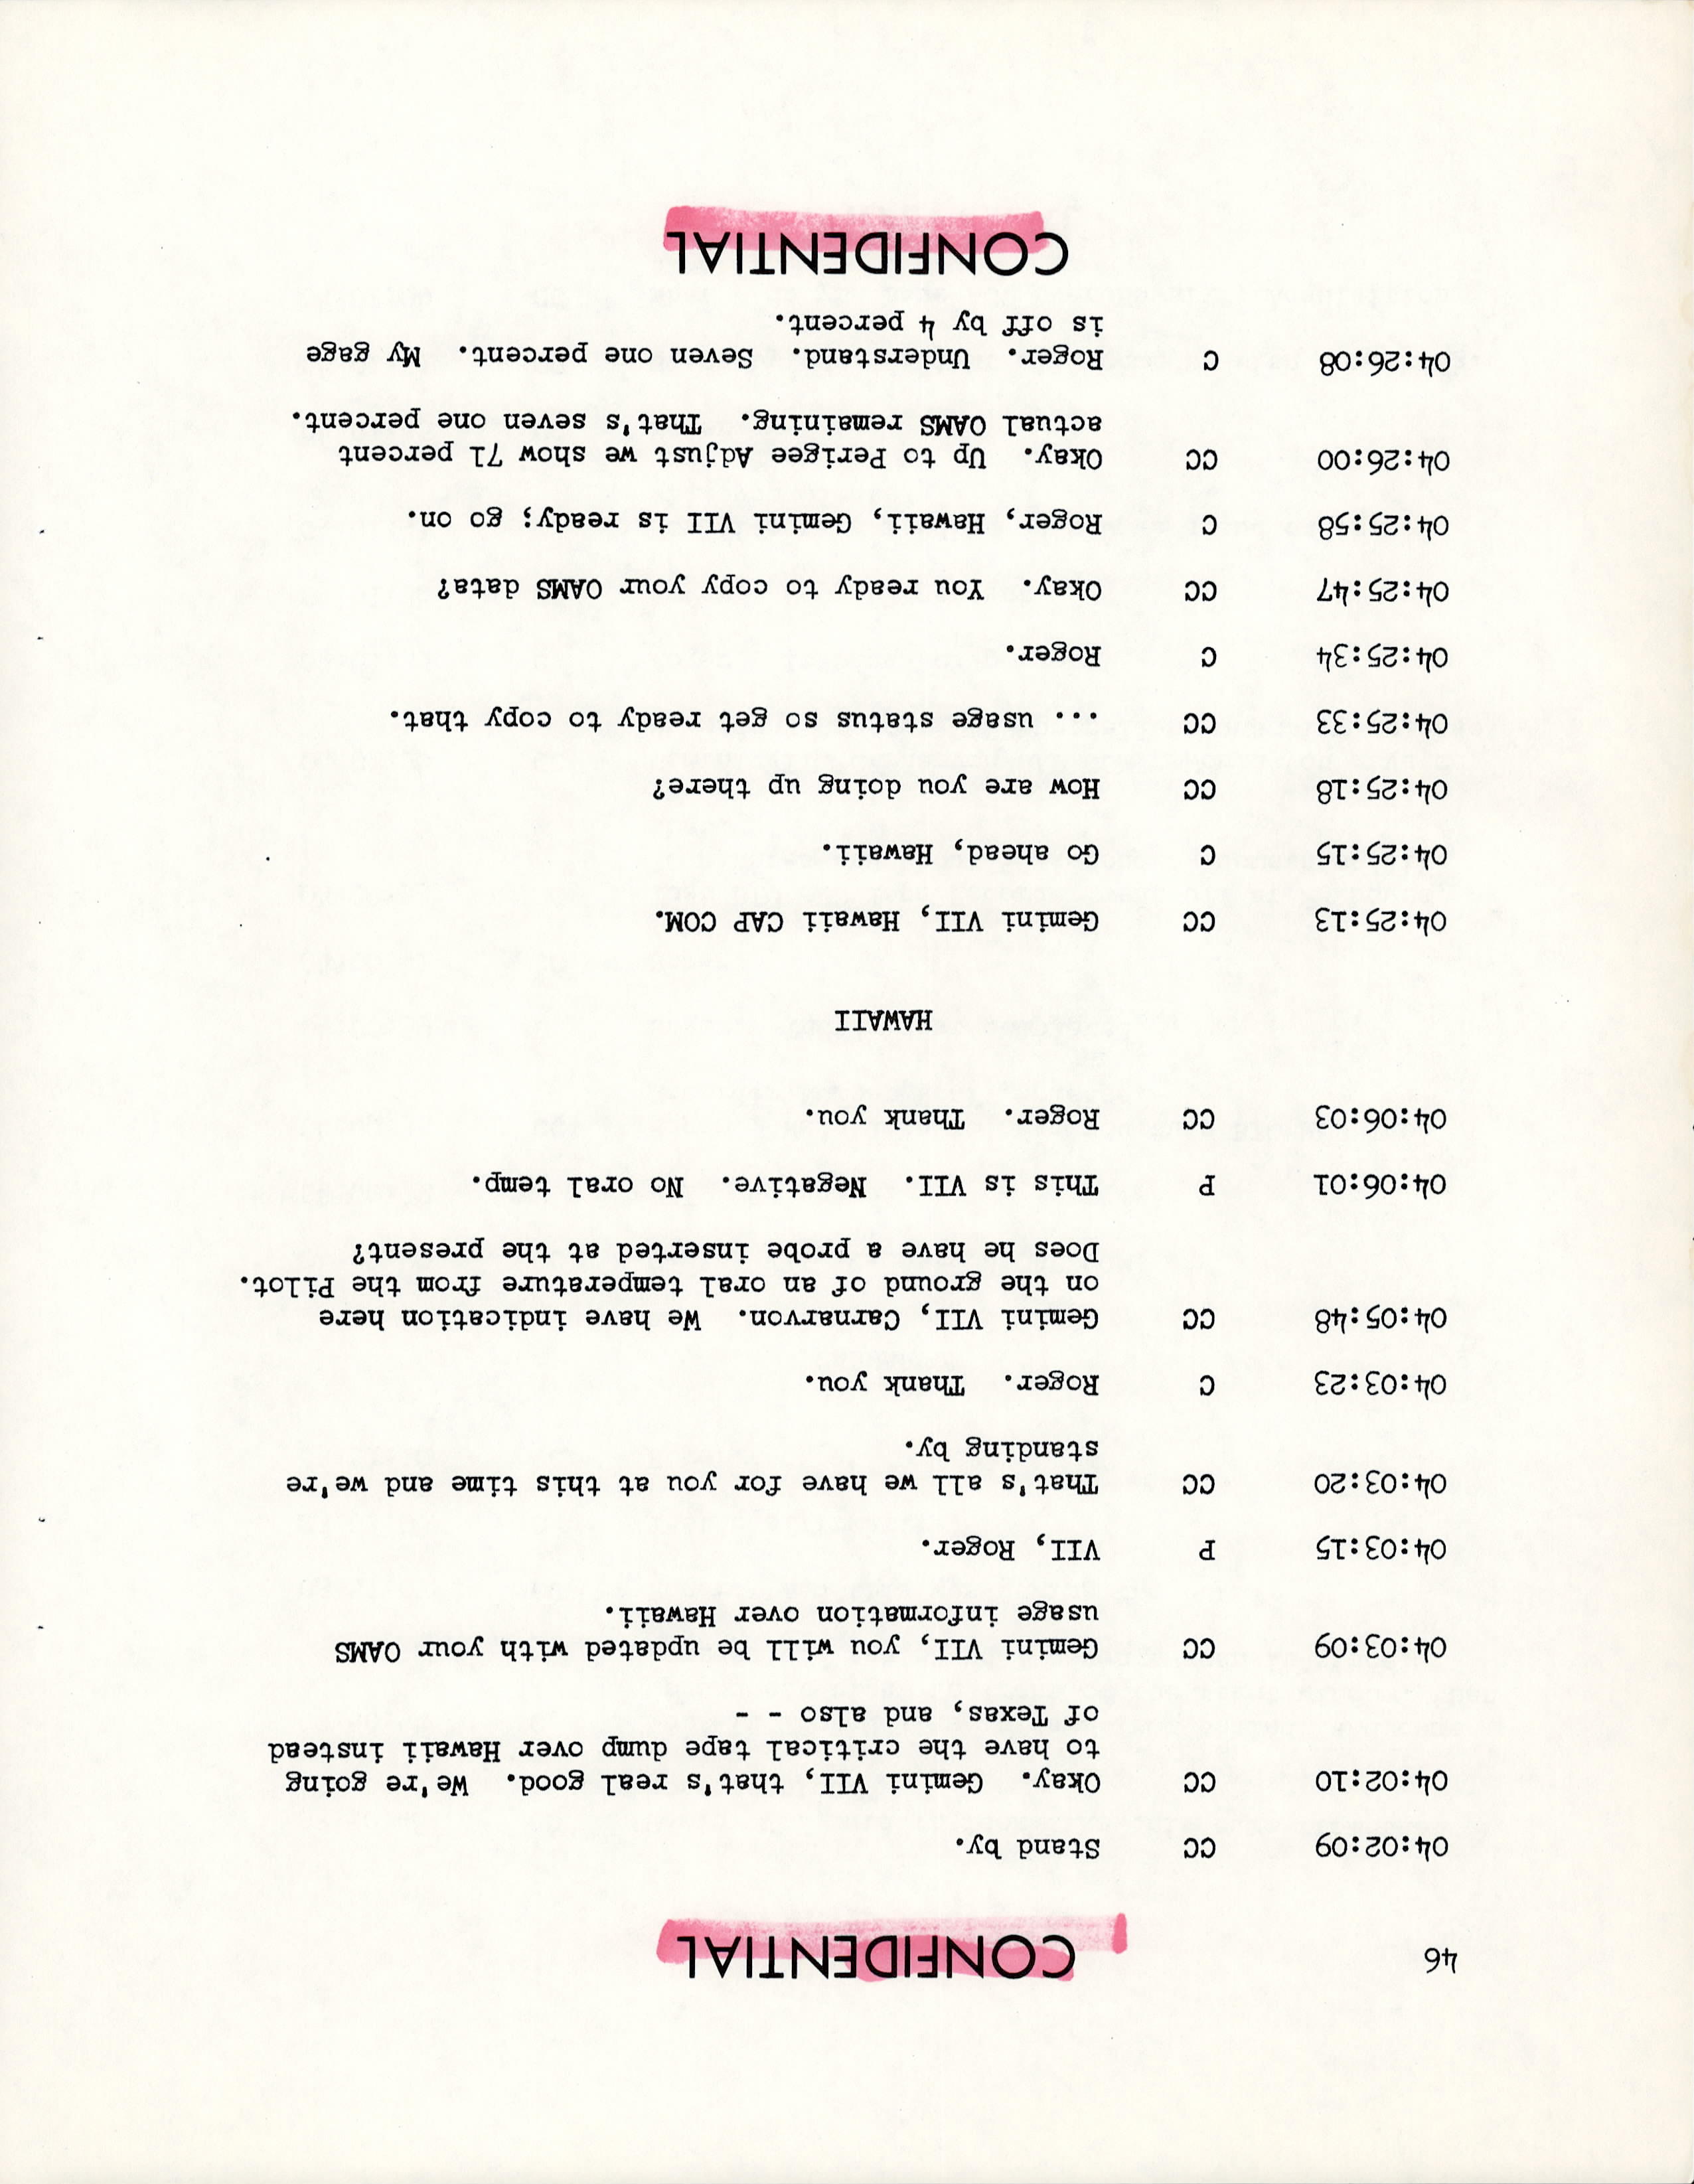 46
CONFIDENTIAL
04:02:09 CC Stand by.
04:02:10 CC Okay. Gemini VII, that's real good. We're going
to have the critical tape dump over Hawaii instead
of Texas, and also - -
04:03:09 CC Gemini VII, you will be updated with your OAMS
usage information over Hawaii.
04:03:15 P VII, Roger.
04:03:20 CC That's all we have for you at this time and we're
standing by.
04:03:23 C Roger. Thank you.
04:05:48 CC Gemini VII, Carnarvon. We have indication here
on the ground of an oral temperature from the Pilot.
Does he have a probe inserted at the present?
04:06:01 P This is VII. Negative. No oral temp.
04:06:03 CC Roger. Thank you.
HAWAII
04:25:13 CC Gemini VII, Hawaii CAP COM.
04:25:15 C Go ahead, Hawaii.
04:25:18 CC How are you doing up there?
04:25:33 CC ... usage status so get ready to copy that.
04:25:34 C Roger.
04:25:47 CC Okay. You ready to copy your OAMS data?
04:25:58 C Roger, Hawaii, Gemini VII is ready; go on.
04:26:00 CC Okay. Up to Perigee Adjust we show 71 percent
actual OAMS remaining. That's seven one percent.
04:26:08 C Roger. Understand. Seven one percent. My gage
is off by 4 percent.
CONFIDENTIAL